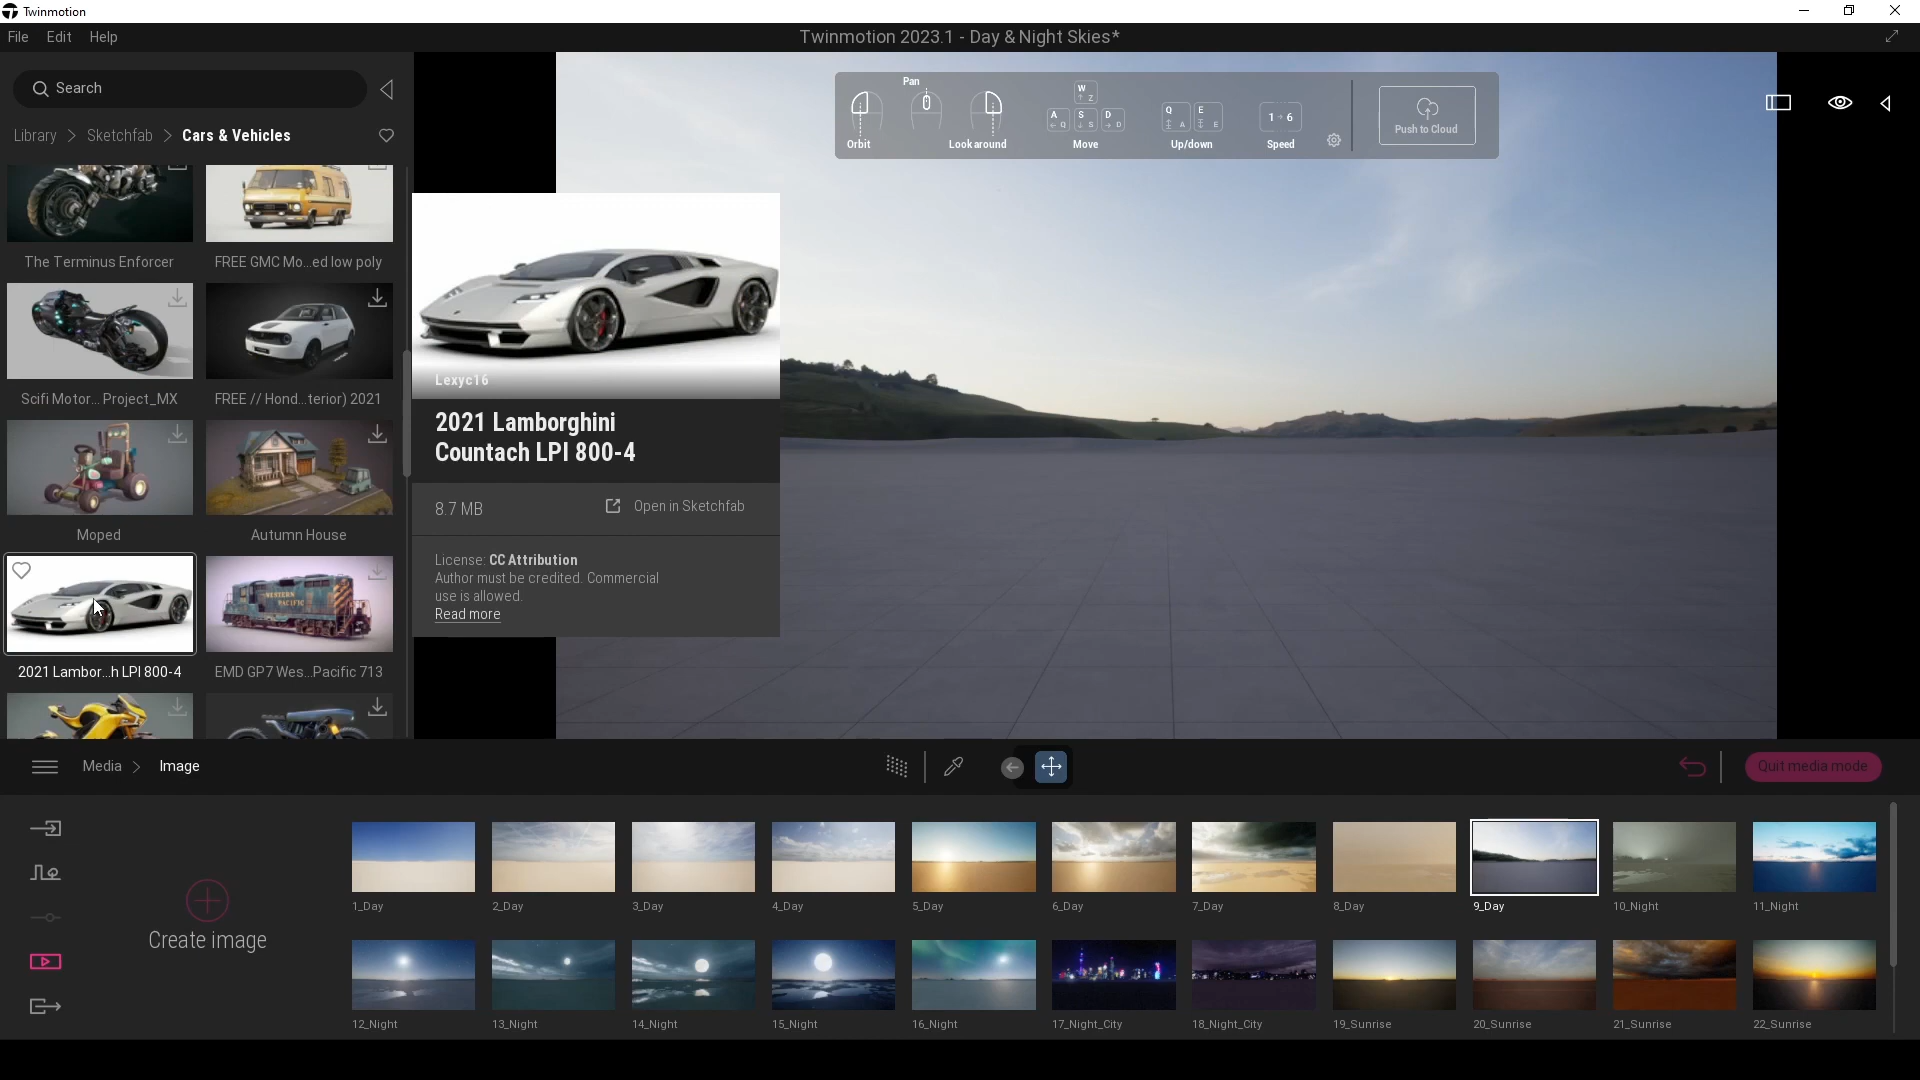 Twinmotion
File Edit Help
Twinmotion 2023.1 - Day & Night Skies*
Search
Library Sketchfab Cars & Vehicles
The Terminus Enforcer
FREE GMC Mo...ed low poly
Scifi Motor... Project_MX
FREE // Hond...terior) 2021
Moped
Autumn House
WESTERN
PACIFIC
2021 Lambor...h LPI 800-4
EMD GP7 Wes...Pacific 713
Lexyc16
2021 Lamborghini
Countach LPI 800-4
8.7 MB
Open in Sketchfab
License: CC Attribution
Author must be credited. Commercial
use is allowed.
Read more
Pan
Orbit
Look around
W
Z
A
Q
S
S
D
D
Move
Q
A
E
E
Up/down
1 6
Speed
Push to Cloud
Media Image
Quit media mode
Create image
1_Day
2_Day
3_Day
4_Day
5_Day
6_Day
7_Day
8_Day
9_Day
10_Night
11_Night
12_Night
13_Night
14_Night
15_Night
16_Night
17_Night_City
18_Night_City
19_Sunrise
20_Sunrise
21_Sunrise
22_Sunrise